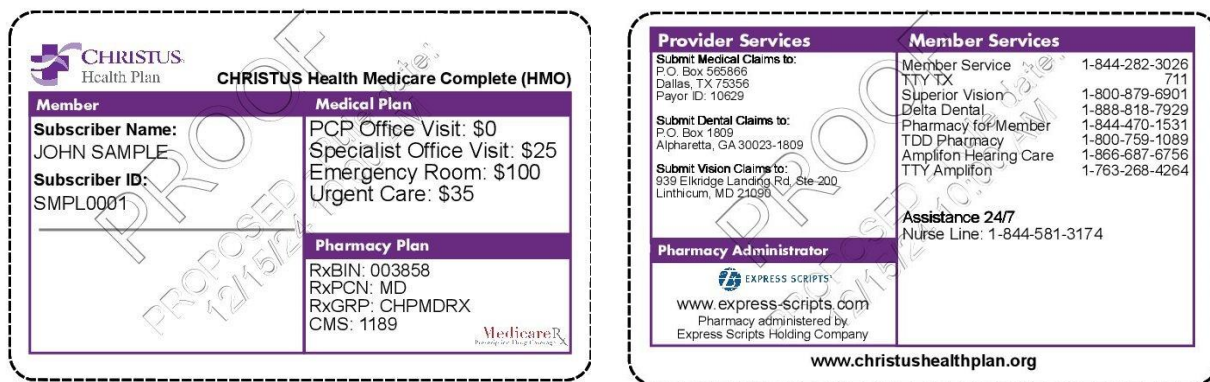 CHRISTUS
Health Plan
CHRISTUS Health Medicare Complete (HMO)
Member
Subscriber Name:
JOHN SAMPLE
Subscriber ID:
SMPL0001
Medical Plan
PCP Office Visit: $0
Specialist Office Visit: $25
Emergency Room: $100
Urgent Care: $35
Pharmacy Plan
RxBIN: 003858
RxPCN: MD
RxGRP: CHPMDRX
CMS: 1189
MedicareRx
Prescription Drug Coverage
PROOF
Provider Services
Submit Medical Claims to:
P.O. Box 565866
Dallas, TX 75356
Payor ID: 10629
Submit Dental Claims to:
P.O. Box 1809
Alpharetta, GA 30023-1809
Submit Vision Claims to:
939 Elkridge Landing Rd, Ste 200
Linthicum, MD 21090
Pharmacy Administrator
EXPRESS SCRIPTS
www.express-scripts.com
Pharmacy administered by
Express Scripts Holding Company
Member Services
Member Service 1-844-282-3026
TTY TX 711
Superior Vision 1-800-879-6901
Delta Dental 1-888-818-7929
Pharmacy for Member 1-844-470-1531
TDD Pharmacy 1-800-759-1089
Amplifon Hearing Care 1-866-687-6756
TTY Amplifon 1-763-268-4264
Assistance 24/7
Nurse Line: 1-844-581-3174
PROOF
www.christushealthplan.org